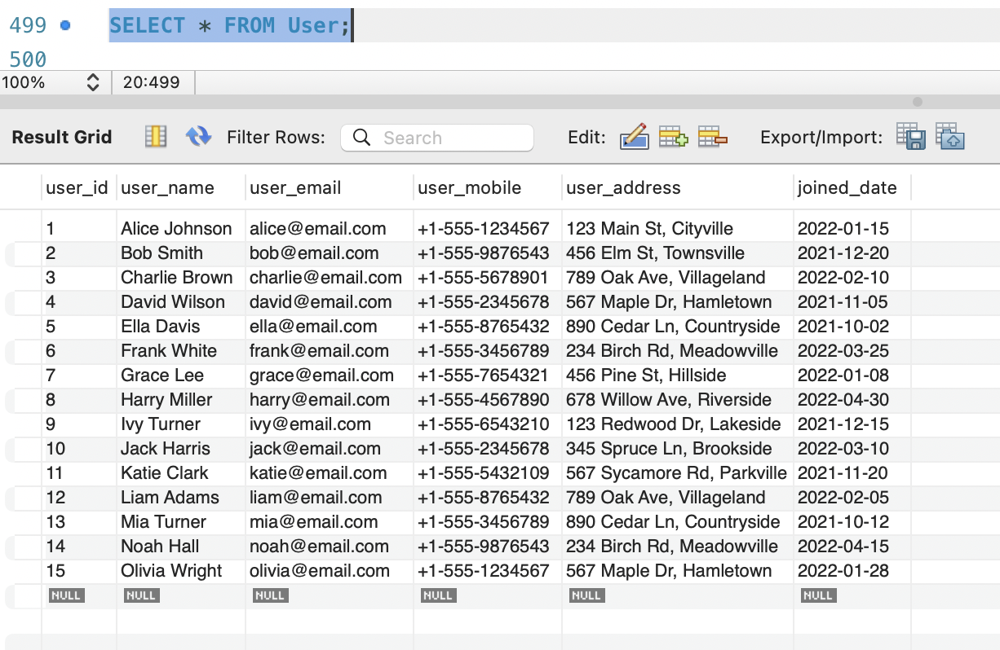 499 SELECT * FROM User;
500
100% 20:499
Result Grid Filter Rows: Search Edit: Export/Import:
user_id user_name user_email user_mobile user_address joined_date
1 Alice Johnson alice@email.com +1-555-1234567 123 Main St, Cityville 2022-01-15
2 Bob Smith bob@email.com +1-555-9876543 456 Elm St, Townsville 2021-12-20
3 Charlie Brown charlie@email.com +1-555-5678901 789 Oak Ave, Villageland 2022-02-10
4 David Wilson david@email.com +1-555-2345678 567 Maple Dr, Hamletown 2021-11-05
5 Ella Davis ella@email.com +1-555-8765432 890 Cedar Ln, Countryside 2021-10-02
6 Frank White frank@email.com +1-555-3456789 234 Birch Rd, Meadowville 2022-03-25
7 Grace Lee grace@email.com +1-555-7654321 456 Pine St, Hillside 2022-01-08
8 Harry Miller harry@email.com +1-555-4567890 678 Willow Ave, Riverside 2022-04-30
9 Ivy Turner ivy@email.com +1-555-6543210 123 Redwood Dr, Lakeside 2021-12-15
10 Jack Harris jack@email.com +1-555-2345678 345 Spruce Ln, Brookside 2022-03-10
11 Katie Clark katie@email.com +1-555-5432109 567 Sycamore Rd, Parkville 2021-11-20
12 Liam Adams liam@email.com +1-555-8765432 789 Oak Ave, Villageland 2022-02-05
13 Mia Turner mia@email.com +1-555-3456789 890 Cedar Ln, Countryside 2021-10-12
14 Noah Hall noah@email.com +1-555-9876543 234 Birch Rd, Meadowville 2022-04-15
15 Olivia Wright olivia@email.com +1-555-1234567 567 Maple Dr, Hamletown 2022-01-28
NULL NULL NULL NULL NULL NULL